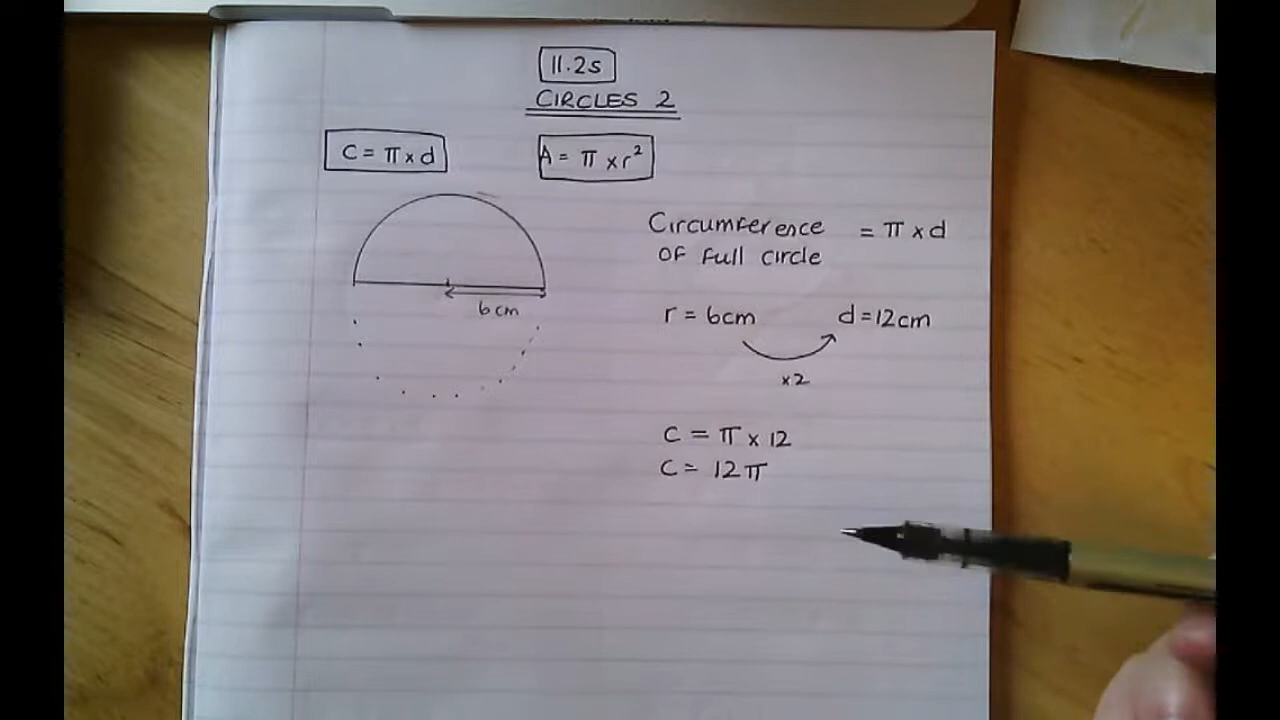 11.2s
CIRCLES 2
C = π x d
A = π x r²
6cm
Circumference = π x d
of full circle
r = 6cm d=12cm
x2
C = π x 12
C = 12π